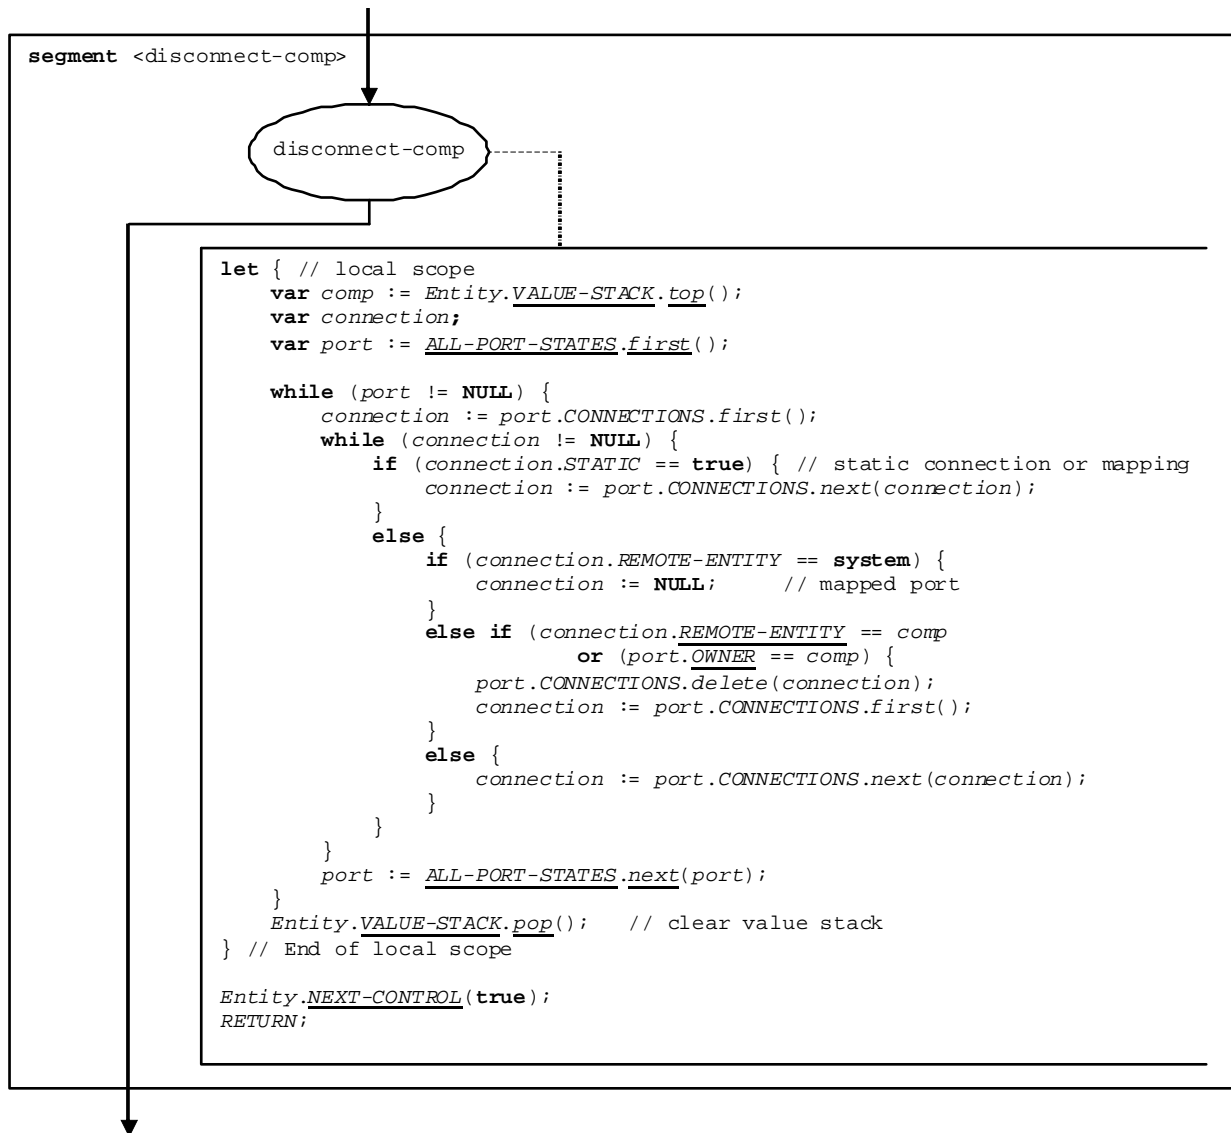 segment <disconnect-comp>
disconnect-comp
let { // local scope
var comp := Entity.VALUE-STACK.top();
var connection;
var port := ALL-PORT-STATES.first();
while (port != NULL) {
connection := port.CONNECTIONS.first();
while (connection != NULL) {
if (connection.STATIC == true) { // static connection or mapping
connection := port.CONNECTIONS.next(connection);
}
else {
if (connection.REMOTE-ENTITY == system) {
connection := NULL; // mapped port
}
else if (connection.REMOTE-ENTITY == comp
or (port.OWNER == comp) {
port.CONNECTIONS.delete(connection);
connection := port.CONNECTIONS.first();
}
else {
connection := port.CONNECTIONS.next(connection);
}
}
}
port := ALL-PORT-STATES.next(port);
}
Entity.VALUE-STACK.pop(); // clear value stack
} // End of local scope
Entity.NEXT-CONTROL(true);
RETURN;